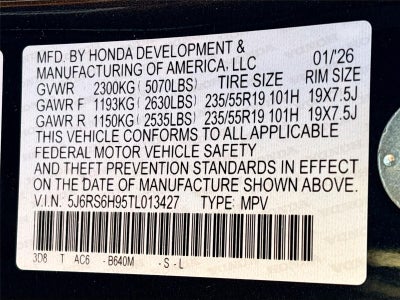 MFD. BY HONDA DEVELOPMENT &
MANUFACTURING OF AMERICA, LLC 01/'26
GVWR 2300KG (5070LBS) TIRE SIZE RIM SIZE
GAWR F 1193KG (2630LBS) 235/55R19 101H 19X7.5J
GAWR R 1150KG (2535LBS) 235/55R19 101H 19X7.5J
THIS VEHICLE CONFORMS TO ALL APPLICABLE
FEDERAL MOTOR VEHICLE SAFETY
AND THEFT PREVENTION STANDARDS IN EFFECT
ON THE DATE OF MANUFACTURE SHOWN ABOVE.
V.I.N. 5J6RS6H95TL013427 TYPE: MPV
3D8 T AC6 - B640M - S - L